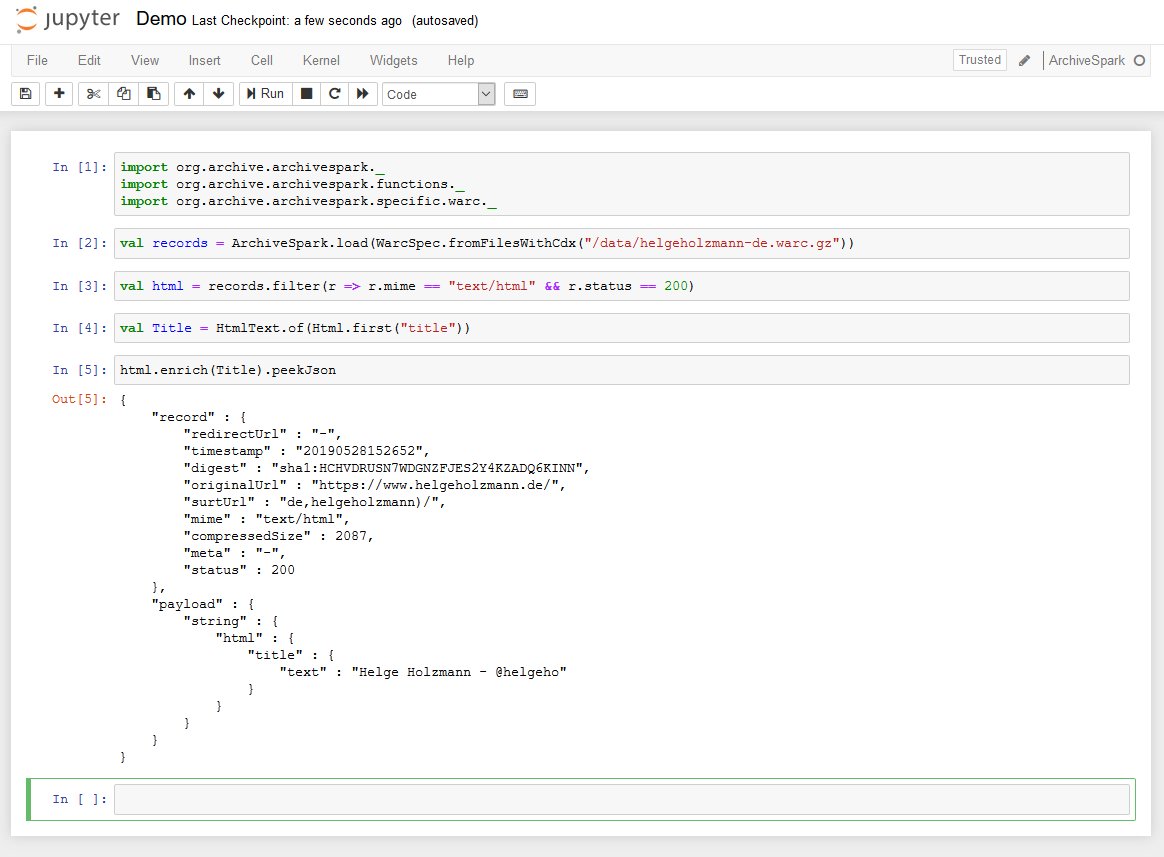 jupyter Demo Last Checkpoint: a few seconds ago (autosaved)
File Edit View Insert Cell Kernel Widgets Help Trusted ArchiveSpark
Run Code
In [1]: import org.archive.archivespark._
import org.archive.archivespark.functions._
import org.archive.archivespark.specific.warc._
In [2]: val records = ArchiveSpark.load(WarcSpec.fromFilesWithCdx("/data/helgeholzmann-de.warc.gz"))
In [3]: val html = records.filter(r => r.mime == "text/html" && r.status == 200)
In [4]: val Title = HtmlText.of(Html.first("title"))
In [5]: html.enrich(Title).peekJson
Out[5]: {
"record" : {
"redirectUrl" : "-",
"timestamp" : "20190528152652",
"digest" : "sha1:HCHVDRUSN7WDGNZFJES2Y4KZADQ6KINN",
"originalUrl" : "https://www.helgeholzmann.de/",
"surtUrl" : "de,helgeholzmann)/",
"mime" : "text/html",
"compressedSize" : 2087,
"meta" : "-",
"status" : 200
},
"payload" : {
"string" : {
"html" : {
"title" : {
"text" : "Helge Holzmann - @helgeho"
}
}
}
}
}
In [ ]: